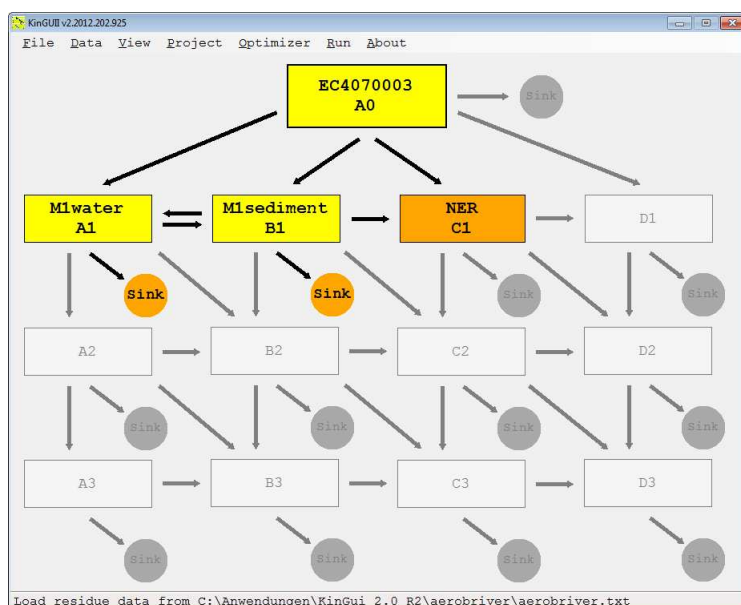 KinGUII v2.2012.202.925
File Data View Project Optimizer Run About
EC4070003
A0
Sink
M1water
A1
M1sediment
B1
NER
C1
D1
Sink
Sink
Sink
Sink
A2
B2
C2
D2
Sink
Sink
Sink
Sink
A3
B3
C3
D3
Sink
Sink
Sink
Sink
Load residue data from C:\Anwendungen\KinGui 2.0 R2\aerobriver\aerobriver.txt